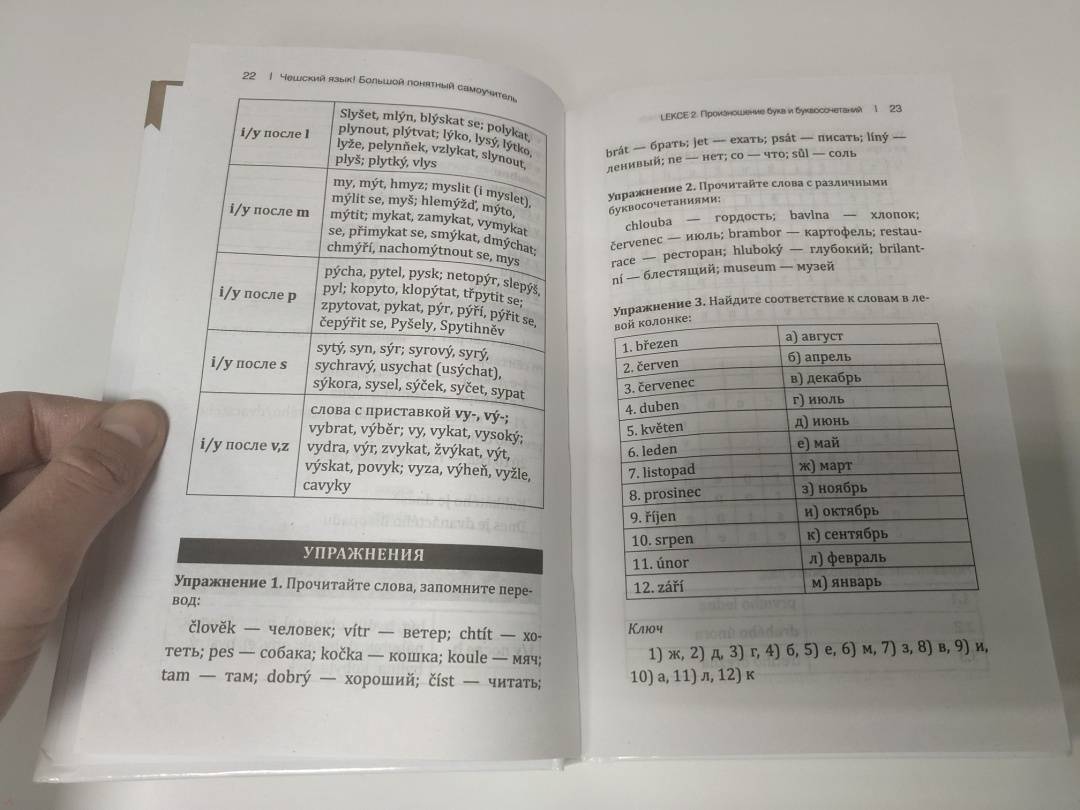 22 | Чешский язык! Большой понятный самоучитель
i/y после l
Slyšet, mlýn, blýskat se; polykat,
plynout, plýtvat; lýko, lysý, lýtko,
lyže, pelynňek, vzlykat, slynout,
plyš; plytký, vlys
i/y после m
my, mýt, hmyz; myslit (i myslet),
mýlit se, myš; hlemýžď, mýto,
mýtit; mykat, zamykat, vymykat
se, přimykat se, smýkat, dmýchat;
chmýří, nachomýtnout se, mys
i/y после p
pýcha, pytel, pysk; netopýr, slepýš,
pyl; kopyto, klopýtat, třpytit se;
zpytovat, pykat, pýr, pýří, pýřit se,
čepýřit se, Pyšely, Spytihněv
i/y после s
sytý, syn, sýr; syrový, syrý,
sychravý, usychat (usýchat),
sýkora, sysel, sýček, syčet, sypat
i/y после v,z
слова с приставкой vy-, vý-;
vybrat, výběr; vy, vykat, vysoký;
vydra, výr, zvykat, žvýkat, výt,
výskat, povyk; vyza, výheň, vyžle,
cavyky
УПРАЖНЕНИЯ
Упражнение 1. Прочитайте слова, запомните пере-
вод:
člověk — человек; vítr — ветер; chtít — хо-
теть; pes — собака; kočka — кошка; koule — мяч;
tam — там; dobrý — хороший; číst — читать;
LEKCE 2. Произношение букв и буквосочетаний | 23
brát — брать; jet — ехать; psát — писать; líný —
ленивый; ne — нет; co — что; sůl — соль
Упражнение 2. Прочитайте слова с различными
буквосочетаниями:
chlouba — гордость; bavlna — хлопок;
červenec — июль; brambor — картофель; restau-
race — ресторан; hluboký — глубокий; brilant-
ní — блестящий; museum — музей
Упражнение 3. Найдите соответствие к словам в ле-
вой колонке:
1. březen а) август
2. červen б) апрель
3. červenec в) декабрь
4. duben г) июль
5. květen д) июнь
6. leden е) май
7. listopad ж) март
8. prosinec з) ноябрь
9. říjen и) октябрь
10. srpen к) сентябрь
11. únor л) февраль
12. září м) январь
Ключ
1) ж, 2) д, 3) г, 4) б, 5) е, 6) м, 7) з, 8) в, 9) и,
10) а, 11) л, 12) к